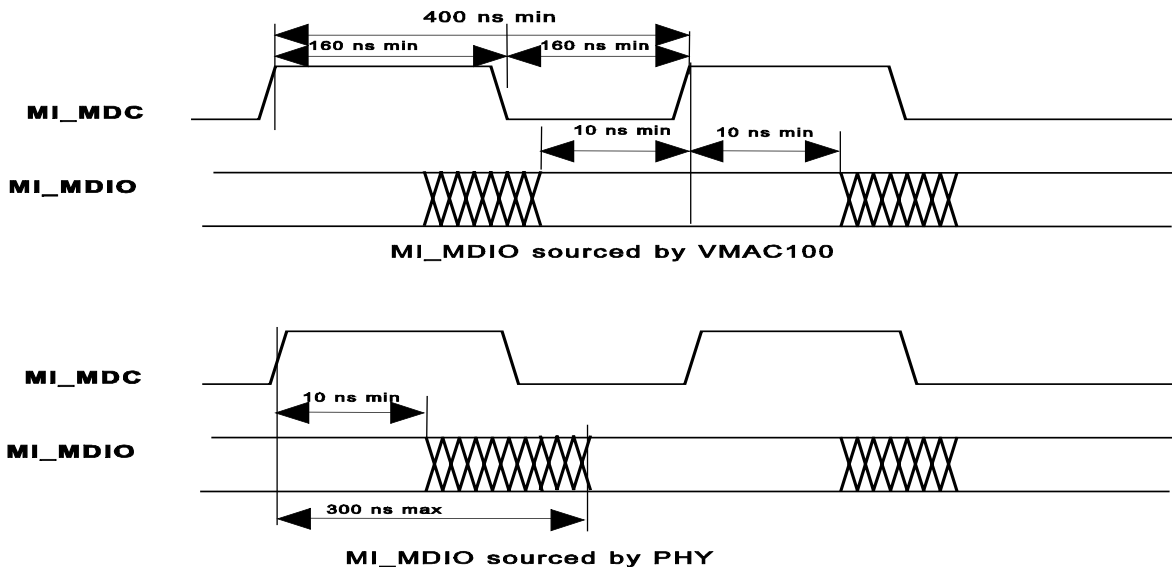 400 ns min
160 ns min
160 ns min
MI_MDC
10 ns min
10 ns min
MI_MDIO
MI_MDIO sourced by VMAC100
MI_MDC
10 ns min
MI_MDIO
300 ns max
MI_MDIO sourced by PHY